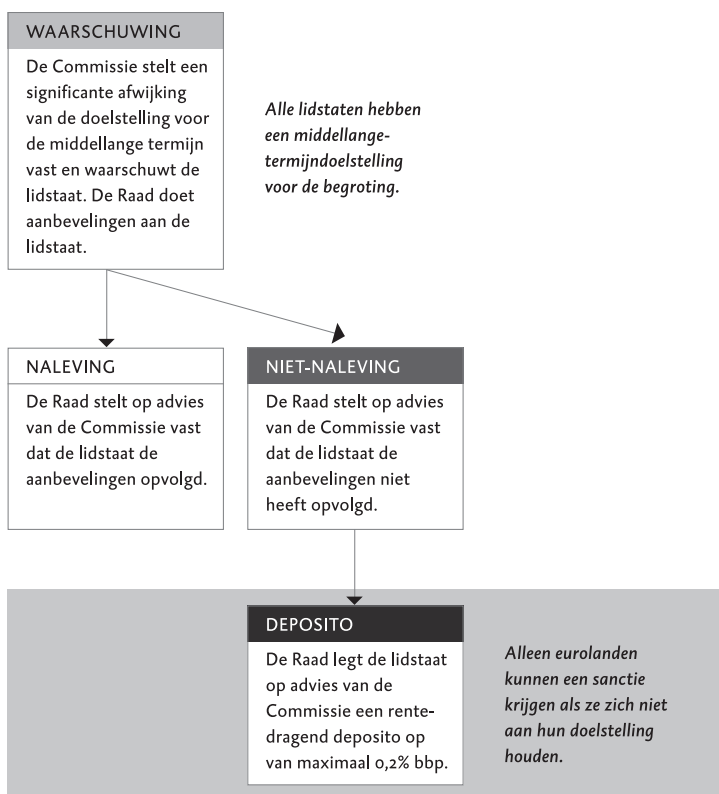 WAARSCHUWING
De Commissie stelt een
significante afwijking
van de doelstelling voor
de middellange termijn
vast en waarschuwt de
lidstaat. De Raad doet
aanbevelingen aan de
lidstaat.
Alle lidstaten hebben
een middellange-
termijndoelstelling
voor de begroting.
NALEVING
De Raad stelt op advies
van de Commissie vast
dat de lidstaat de
aanbevelingen opvolgd.
NIET-NALEVING
De Raad stelt op advies
van de Commissie vast
dat de lidstaat de
aanbevelingen niet
heeft opvolgd.
DEPOSITO
De Raad legt de lidstaat
op advies van de
Commissie een rente-
dragend deposito op
van maximaal 0,2% bbp.
Alleen eurolanden
kunnen een sanctie
krijgen als ze zich niet
aan hun doelstelling
houden.